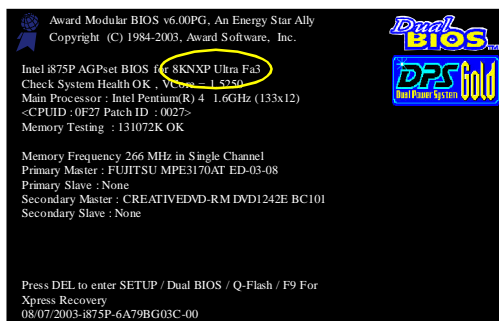 Award Modular BIOS v6.00PG, An Energy Star Ally
Copyright (C) 1984-2003, Award Software, Inc.
Dual
BIOS
Intel i875P AGPset BIOS for 8KNXP Ultra Fa3
Check System Health OK , VCore = 1.5250
Main Processor : Intel Pentium(R) 4 1.6GHz (133x12)
<CPUID : 0F27 Patch ID : 0027>
Memory Testing : 131072K OK
DPS
Dual Power System
Gold
Memory Frequency 266 MHz in Single Channel
Primary Master : FUJITSU MPE3170AT ED-03-08
Primary Slave : None
Secondary Master : CREATIVEDVD-RM DVD1242E BC101
Secondary Slave : None
Press DEL to enter SETUP / Dual BIOS / Q-Flash / F9 For
Xpress Recovery
08/07/2003-i875P-6A79BG03C-00